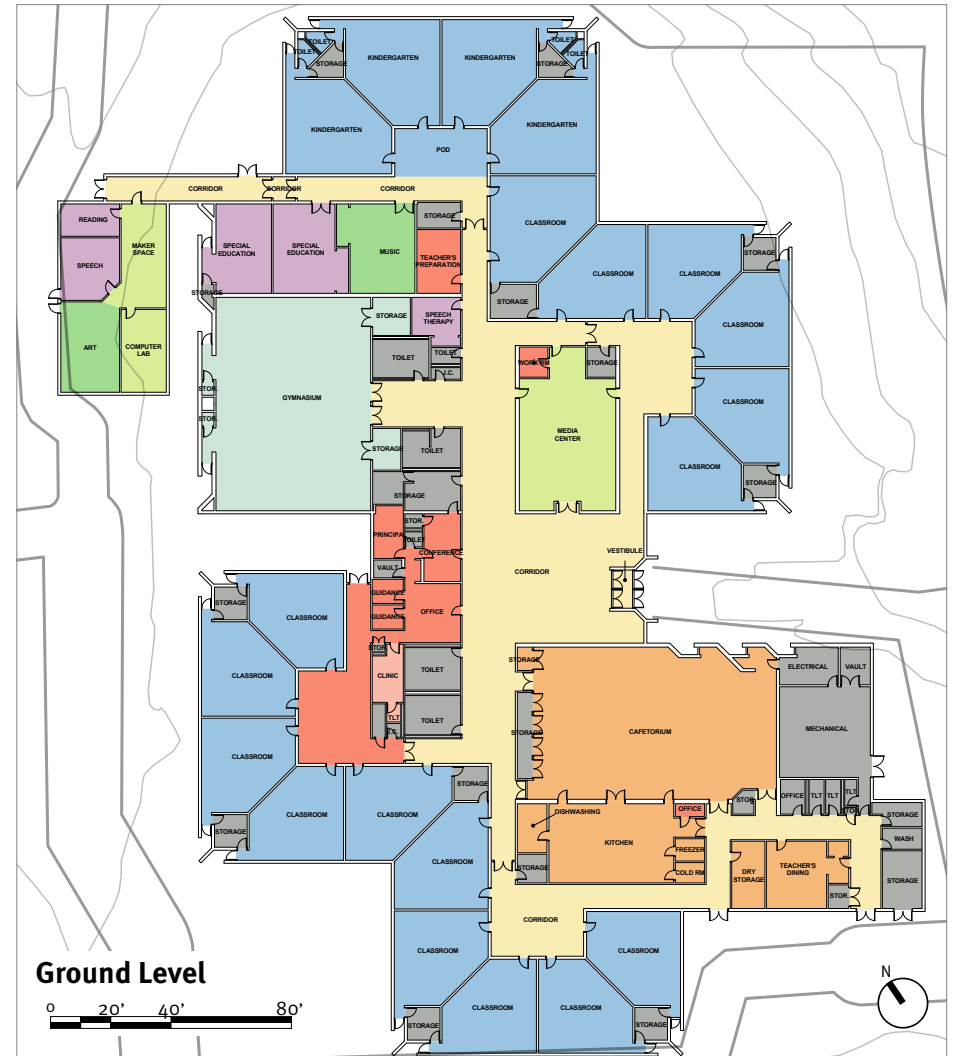 TOILET
TOILET
STORAGE
KINDERGARTEN
KINDERGARTEN
TOILET
TOILET
STORAGE
KINDERGARTEN
KINDERGARTEN
POD
CORRIDOR
CORRIDOR
CORRIDOR
READING
MAKER
SPACE
SPEECH
ART
COMPUTER
LAB
SPECIAL
EDUCATION
SPECIAL
EDUCATION
MUSIC
STORAGE
TEACHER'S
PREPARATION
CLASSROOM
CLASSROOM
CLASSROOM
STORAGE
STORAGE
STORAGE
CLASSROOM
STORAGE
SPEECH
THERAPY
TOILET
TOILET
J.C.
WORK RM
STORAGE
STOR.
STOR.
GYMNASIUM
MEDIA
CENTER
CLASSROOM
CLASSROOM
STORAGE
STORAGE
TOILET
STORAGE
PRINCIPAL
STOR.
TOILET
CONFERENCE
VAULT
GUIDANCE
GUIDANCE
OFFICE
CORRIDOR
VESTIBULE
STORAGE
CLASSROOM
CLASSROOM
STOR.
CLINIC
TOILET
TLT
J.C.
TOILET
STORAGE
STORAGE
CAFETORIUM
ELECTRICAL
VAULT
MECHANICAL
CLASSROOM
CLASSROOM
STORAGE
CLASSROOM
STORAGE
CLASSROOM
OFFICE
TLT
TLT
TLT
STOR.
STOR.
STORAGE
WASH
STORAGE
DISHWASHING
OFFICE
KITCHEN
FREEZER
COLD RM
STORAGE
DRY
STORAGE
TEACHER'S
DINING
STOR.
CORRIDOR
CLASSROOM
CLASSROOM
CLASSROOM
CLASSROOM
STORAGE
STORAGE
Ground Level
0 20' 40' 80'
N